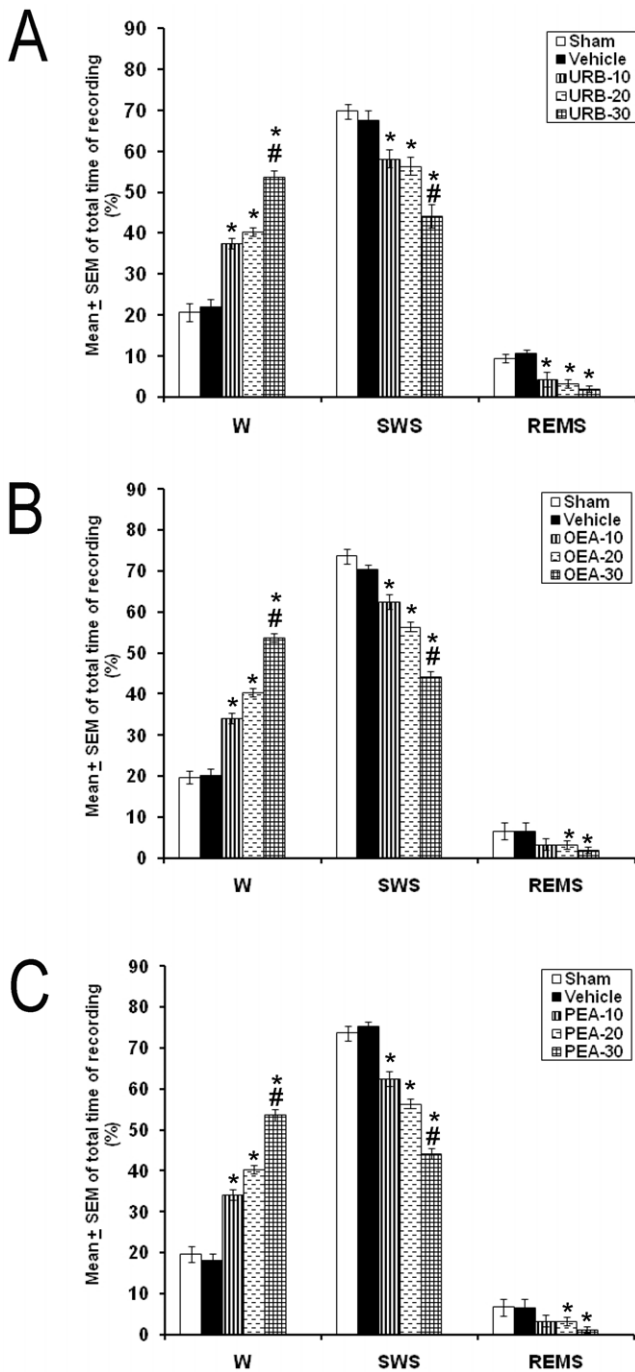 A
Mean ± SEM of total time of recording
(%)
90
80
70
60
50
40
30
20
10
0
Sham
Vehicle
URB-10
URB-20
URB-30
*
#
*
*
*
*
*
#
*
*
*
W
SWS
REMS
B
Mean ± SEM of total time of recording
(%)
90
80
70
60
50
40
30
20
10
0
Sham
Vehicle
OEA-10
OEA-20
OEA-30
*
#
*
*
*
*
*
#
*
*
W
SWS
REMS
C
Mean ± SEM of total time of recording
(%)
90
80
70
60
50
40
30
20
10
0
Sham
Vehicle
PEA-10
PEA-20
PEA-30
*
#
*
*
*
*
*
#
*
*
W
SWS
REMS